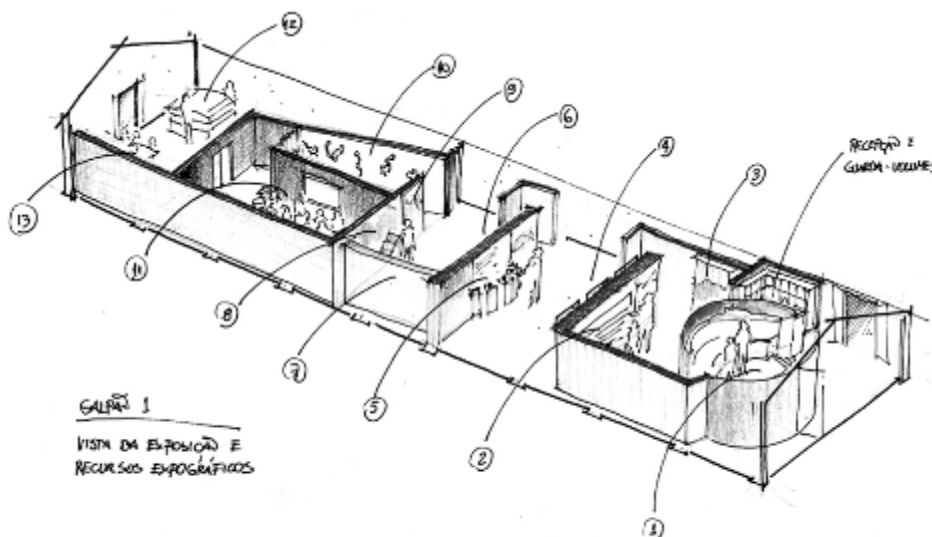 12
10
9
6
4
3
RECEPÇÃO E
GUARDA-VOLUMES
13
11
8
7
5
2
1
GALPÃO 1
VISTA DA EXPOSIÇÃO E
RECURSOS EXPOGRÁFICOS